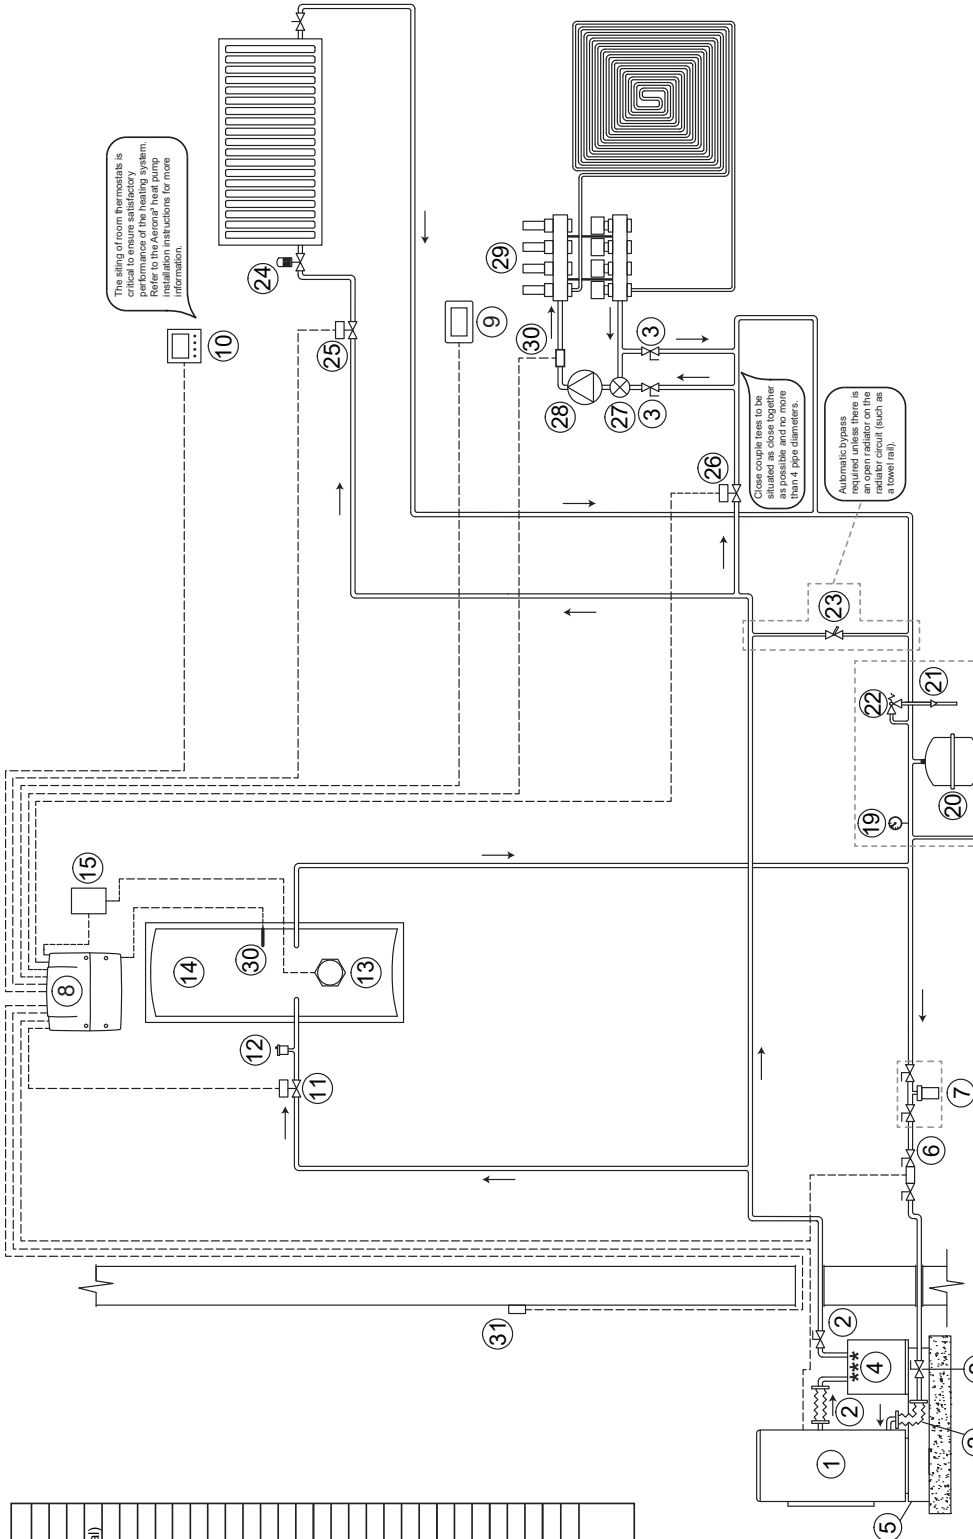 The siting of room thermostats is
critical to ensure satisfactory
performance of the heating system.
Refer to the Aerona³ heat pump
installation instructions for more
information.
10
24
25
29
9
30
28
27
3
3
26
Close couple tees to be
situated as close together
as possible and no more
than 4 pipe diameters.
Automatic bypass
required unless there is
an open radiator on the
radiator circuit (such as
a towel rail).
23
22
21
19
20
15
8
14
30
13
12
11
7
6
31
2
4
2
1
5
al)